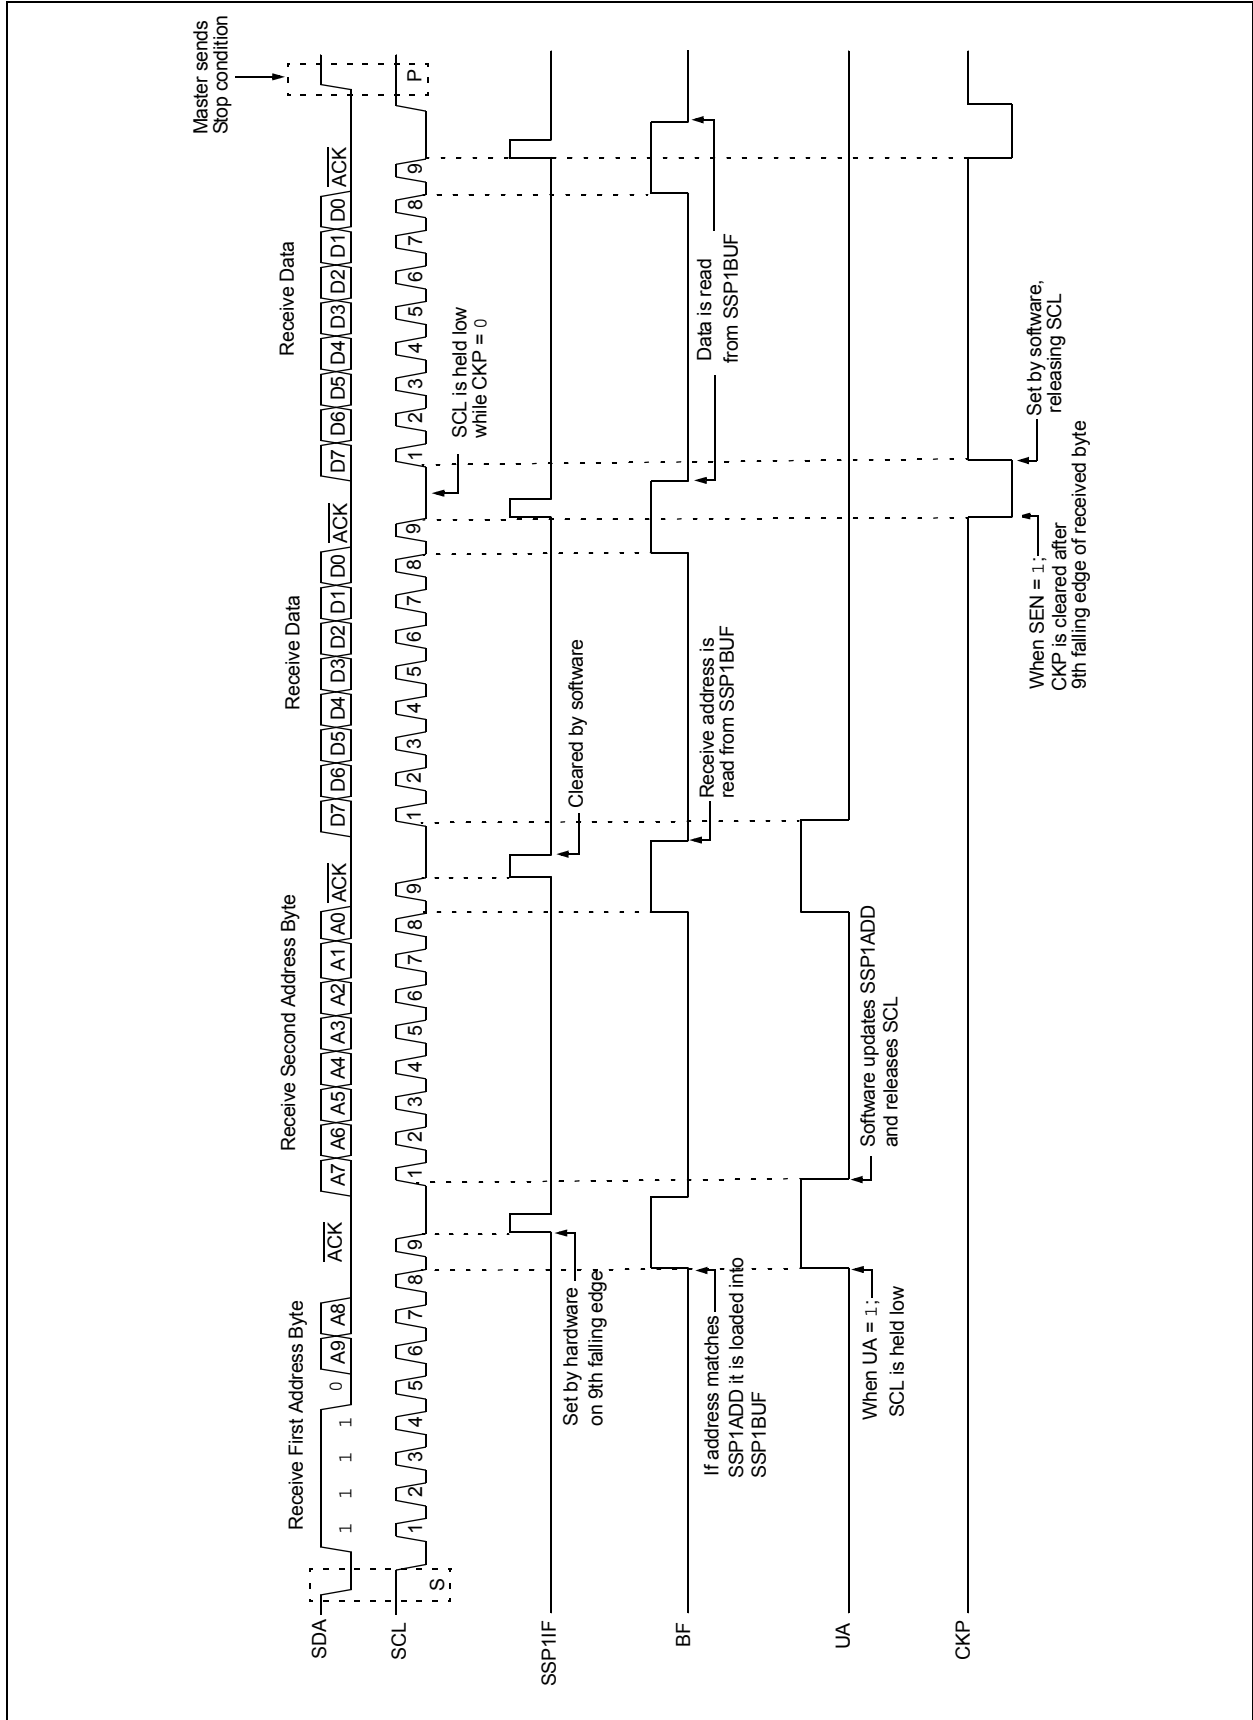 Master sends
Stop condition
Receive First Address Byte
Receive Second Address Byte
Receive Data
Receive Data
SDA
1 1 1 1 0 A9 A8 ACK
A7 A6 A5 A4 A3 A2 A1 A0 ACK
D7 D6 D5 D4 D3 D2 D1 D0 ACK
D7 D6 D5 D4 D3 D2 D1 D0 ACK
SCL
S
1 2 3 4 5 6 7 8 9
1 2 3 4 5 6 7 8 9
1 2 3 4 5 6 7 8 9
1 2 3 4 5 6 7 8 9
P
SCL is held low
while CKP = 0
SSP1IF
Set by hardware
on 9th falling edge
Cleared by software
BF
If address matches
SSP1ADD it is loaded into
SSP1BUF
Receive address is
read from SSP1BUF
Data is read
from SSP1BUF
UA
When UA = 1;
SCL is held low
Software updates SSP1ADD
and releases SCL
CKP
When SEN = 1;
CKP is cleared after
9th falling edge of received byte
Set by software,
releasing SCL